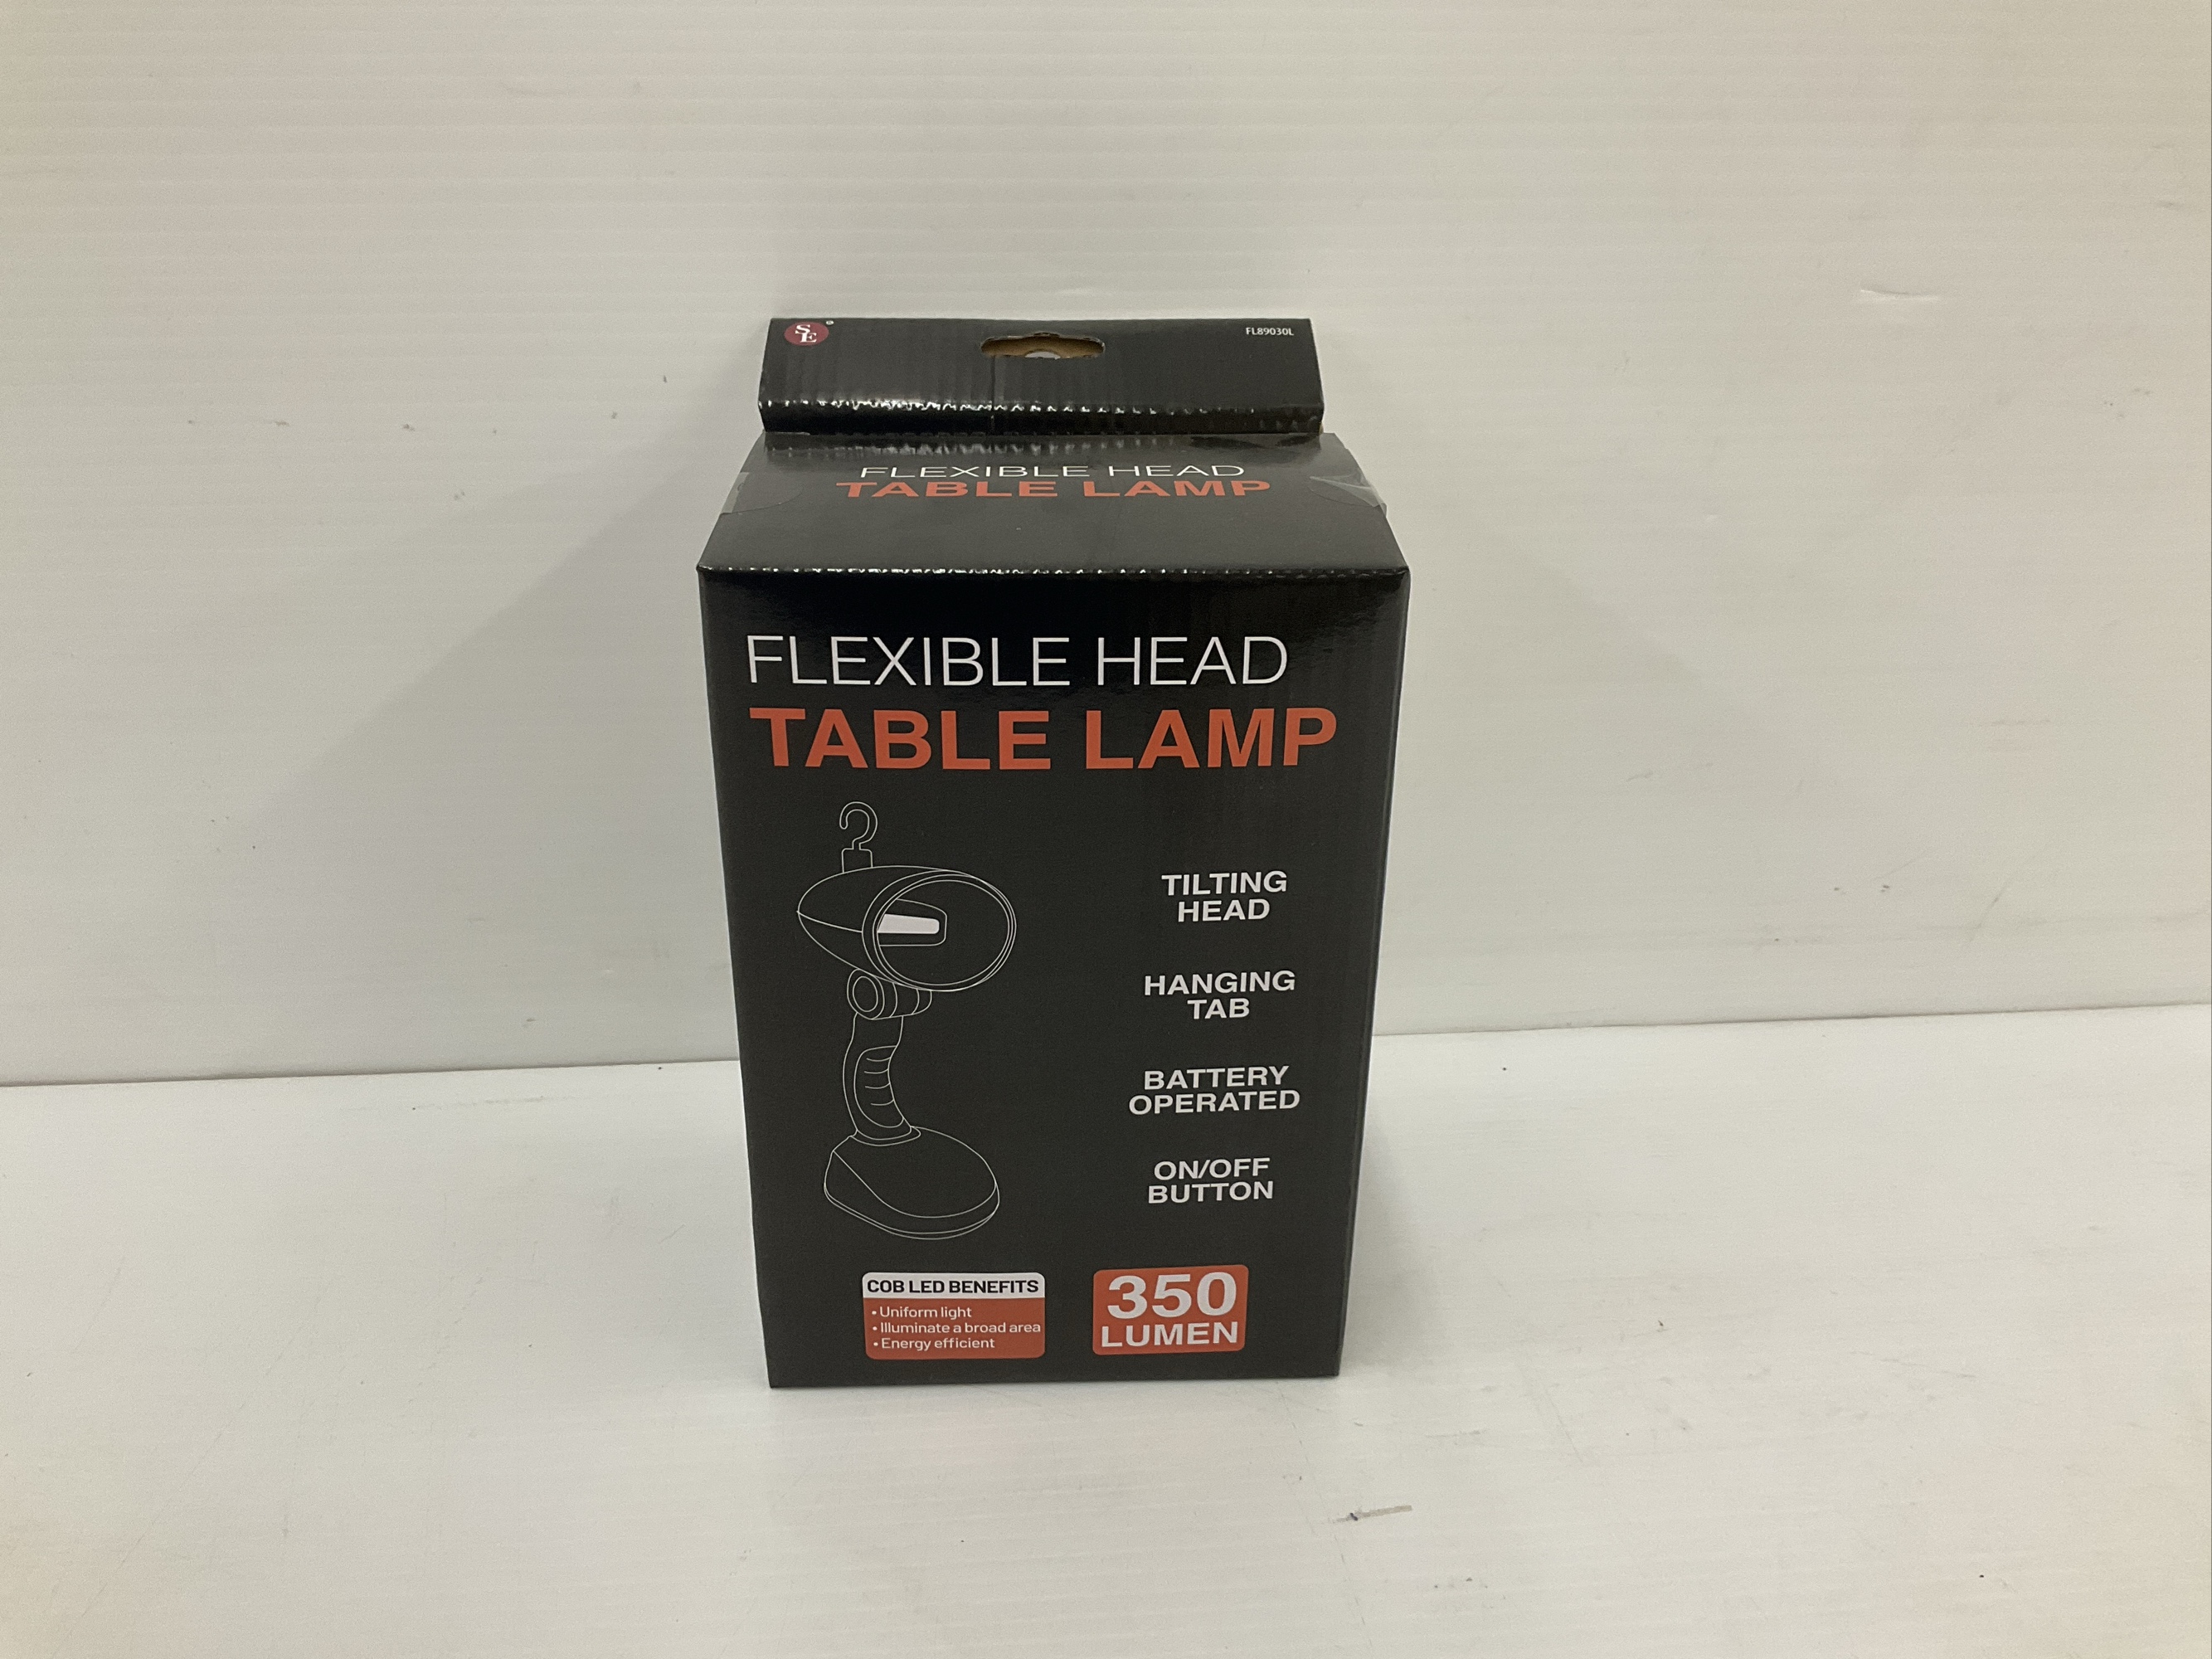 SE®
FL89030L
FLEXIBLE HEAD
TABLE LAMP
FLEXIBLE HEAD
TABLE LAMP
TILTING
HEAD
HANGING
TAB
BATTERY
OPERATED
ON/OFF
BUTTON
COB LED BENEFITS
• Uniform light
• Illuminate a broad area
• Energy efficient
350
LUMEN